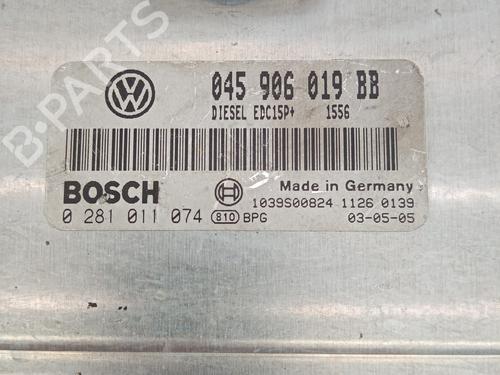 045 906 019 BB
DIESEL EDC15P+ 155G
BOSCH
Made in Germany
0 281 011 074 810 BPG
1039S00824 1126 0139
03-05-05
B-PARTS